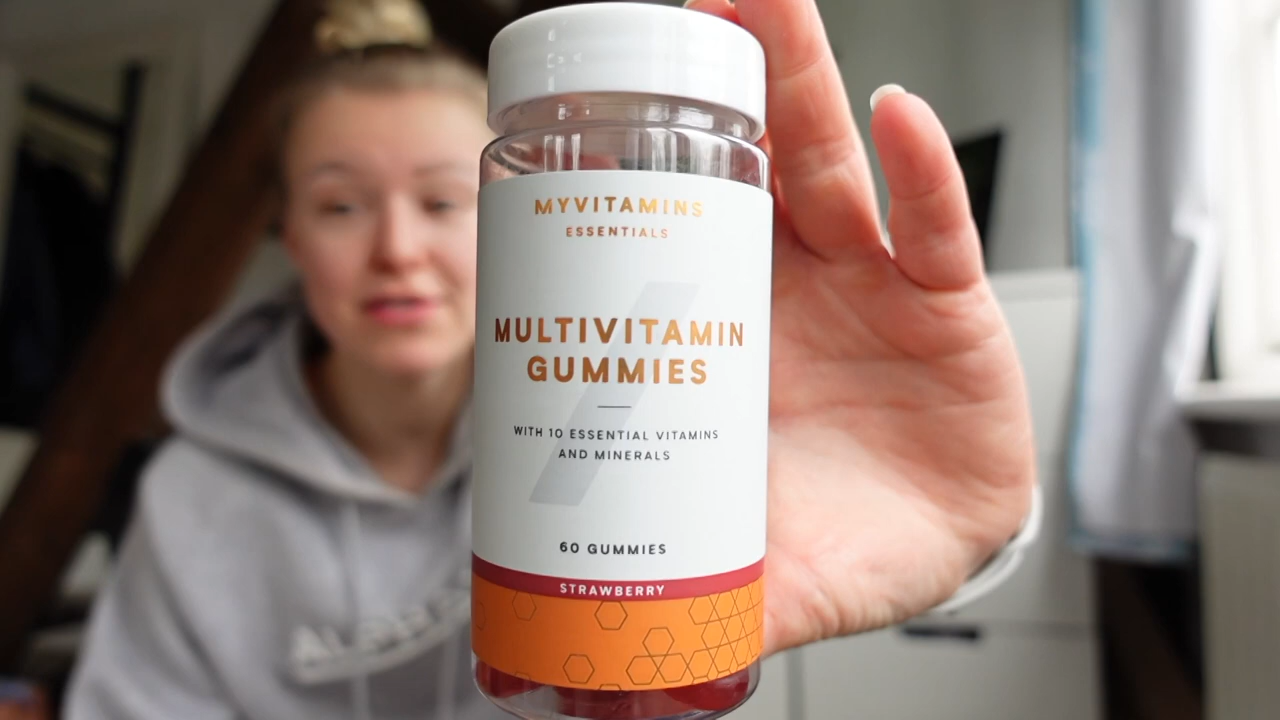 MYVITAMINS
ESSENTIALS
MULTIVITAMIN
GUMMIES
WITH 10 ESSENTIAL VITAMINS
AND MINERALS
60 GUMMIES
STRAWBERRY